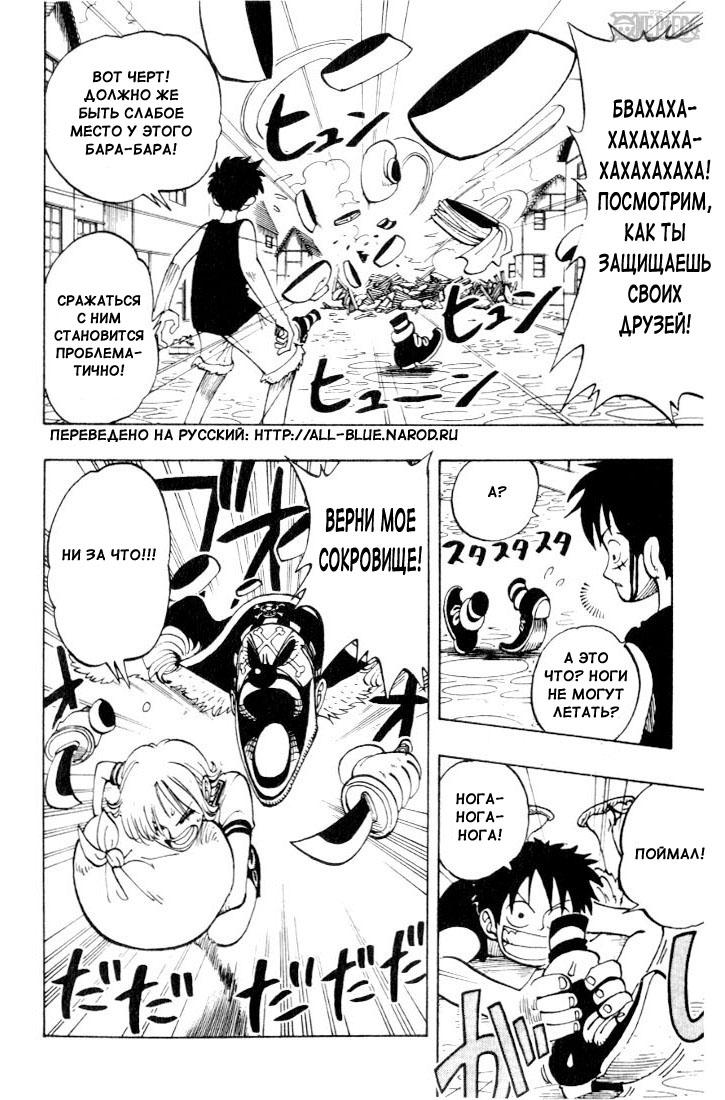 ONE PIECE
БВАХАХА-
ХАХАХАХА-
ХАХАХАХАХА!
ПОСМОТРИМ,
КАК ТЫ
ЗАЩИЩАЕШЬ
СВОИХ
ДРУЗЕЙ!
ВОТ ЧЕРТ!
ДОЛЖНО ЖЕ
БЫТЬ СЛАБОЕ
МЕСТО У ЭТОГО
БАРА-БАРА!
СРАЖАТЬСЯ
С НИМ
СТАНОВИТСЯ
ПРОБЛЕМА-
ТИЧНО!
ヒュン
ヒュン
ヒューン
ПЕРЕВЕДЕНО НА РУССКИЙ: HTTP://ALL-BLUE.NAROD.RU
ВЕРНИ МОЕ
СОКРОВИЩЕ!
НИ ЗА ЧТО!!!
だだだだ
А?
スタスタスタ
А ЭТО
ЧТО? НОГИ
НЕ МОГУТ
ЛЕТАТЬ?
НОГА-
НОГА-
НОГА!
ПОЙМАЛ!